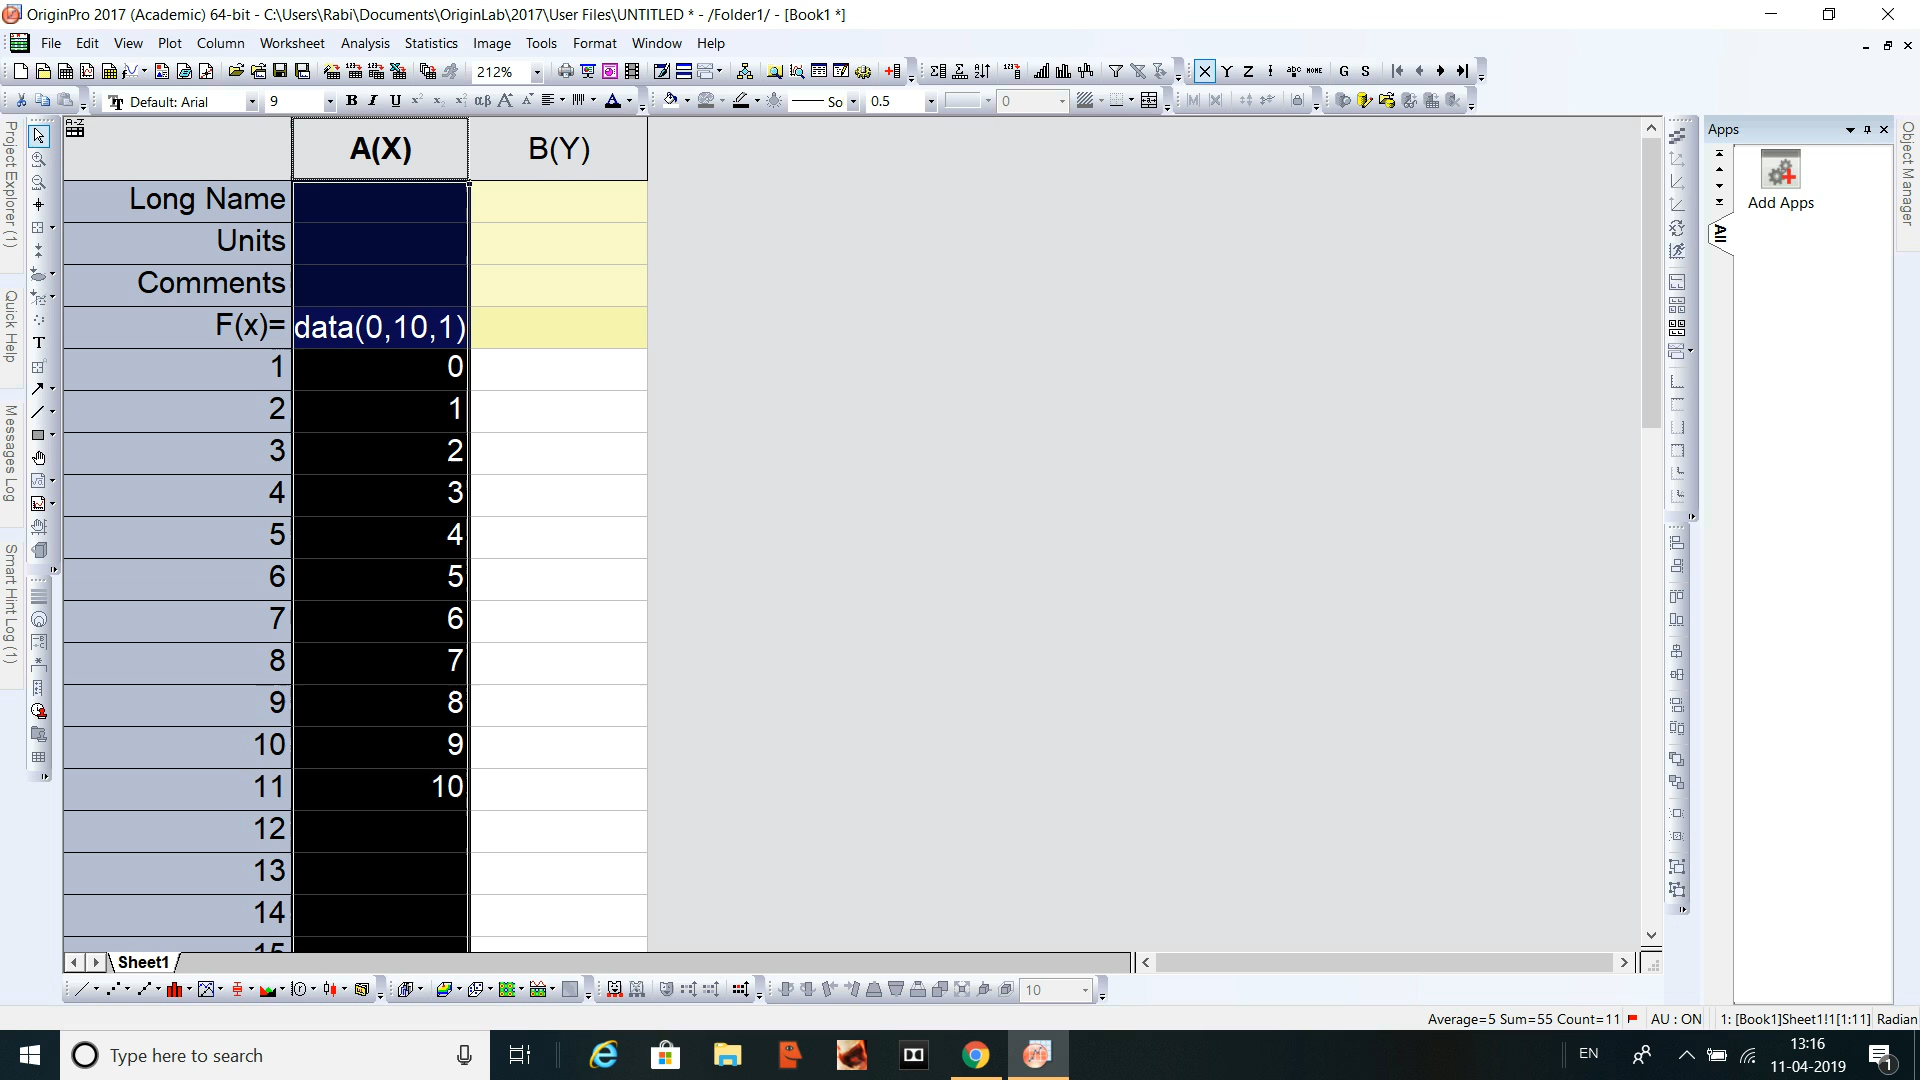 OriginPro 2017 (Academic) 64-bit - C:\Users\Rabi\Documents\OriginLab\2017\User Files\UNTITLED * - /Folder1/ - [Book1 *]
File Edit View Plot Column Worksheet Analysis Statistics Image Tools Format Window Help
212%
X Y Z G S
Default: Arial 9 B I U αβ A A A So 0.5 0
Project Explorer (1)
Quick Help
Messages Log
Smart Hint Log (1)
T
A(X) B(Y)
Long Name
Units
Comments
F(x)= data(0,10,1)
1 0
2 1
3 2
4 3
5 4
6 5
7 6
8 7
9 8
10 9
11 10
12
13
14
15
Sheet1
Apps
Add Apps
All
Object Manager
10
Average=5 Sum=55 Count=11 AU : ON 1: [Book1]Sheet1!1[1:11] Radian
Type here to search
EN
13:16
11-04-2019
1